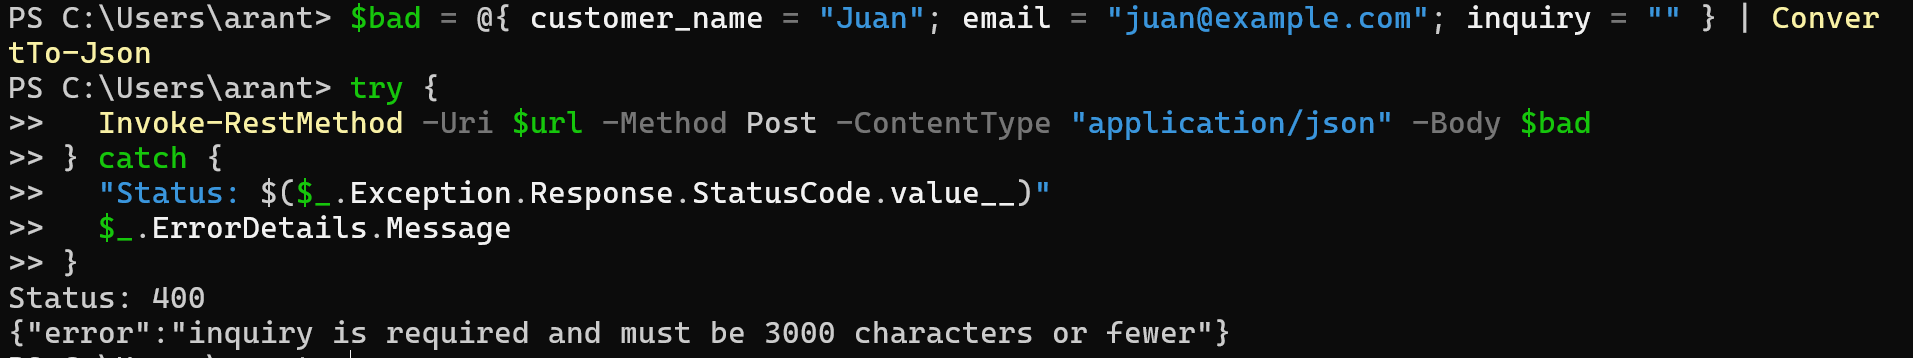 PS C:\Users\arant> $bad = @{ customer_name = "Juan"; email = "juan@example.com"; inquiry = "" } | Conver
tTo-Json
PS C:\Users\arant> try {
>>   Invoke-RestMethod -Uri $url -Method Post -ContentType "application/json" -Body $bad
>> } catch {
>>   "Status: $($_.Exception.Response.StatusCode.value__)"
>>   $_.ErrorDetails.Message
>> }
Status: 400
{"error":"inquiry is required and must be 3000 characters or fewer"}